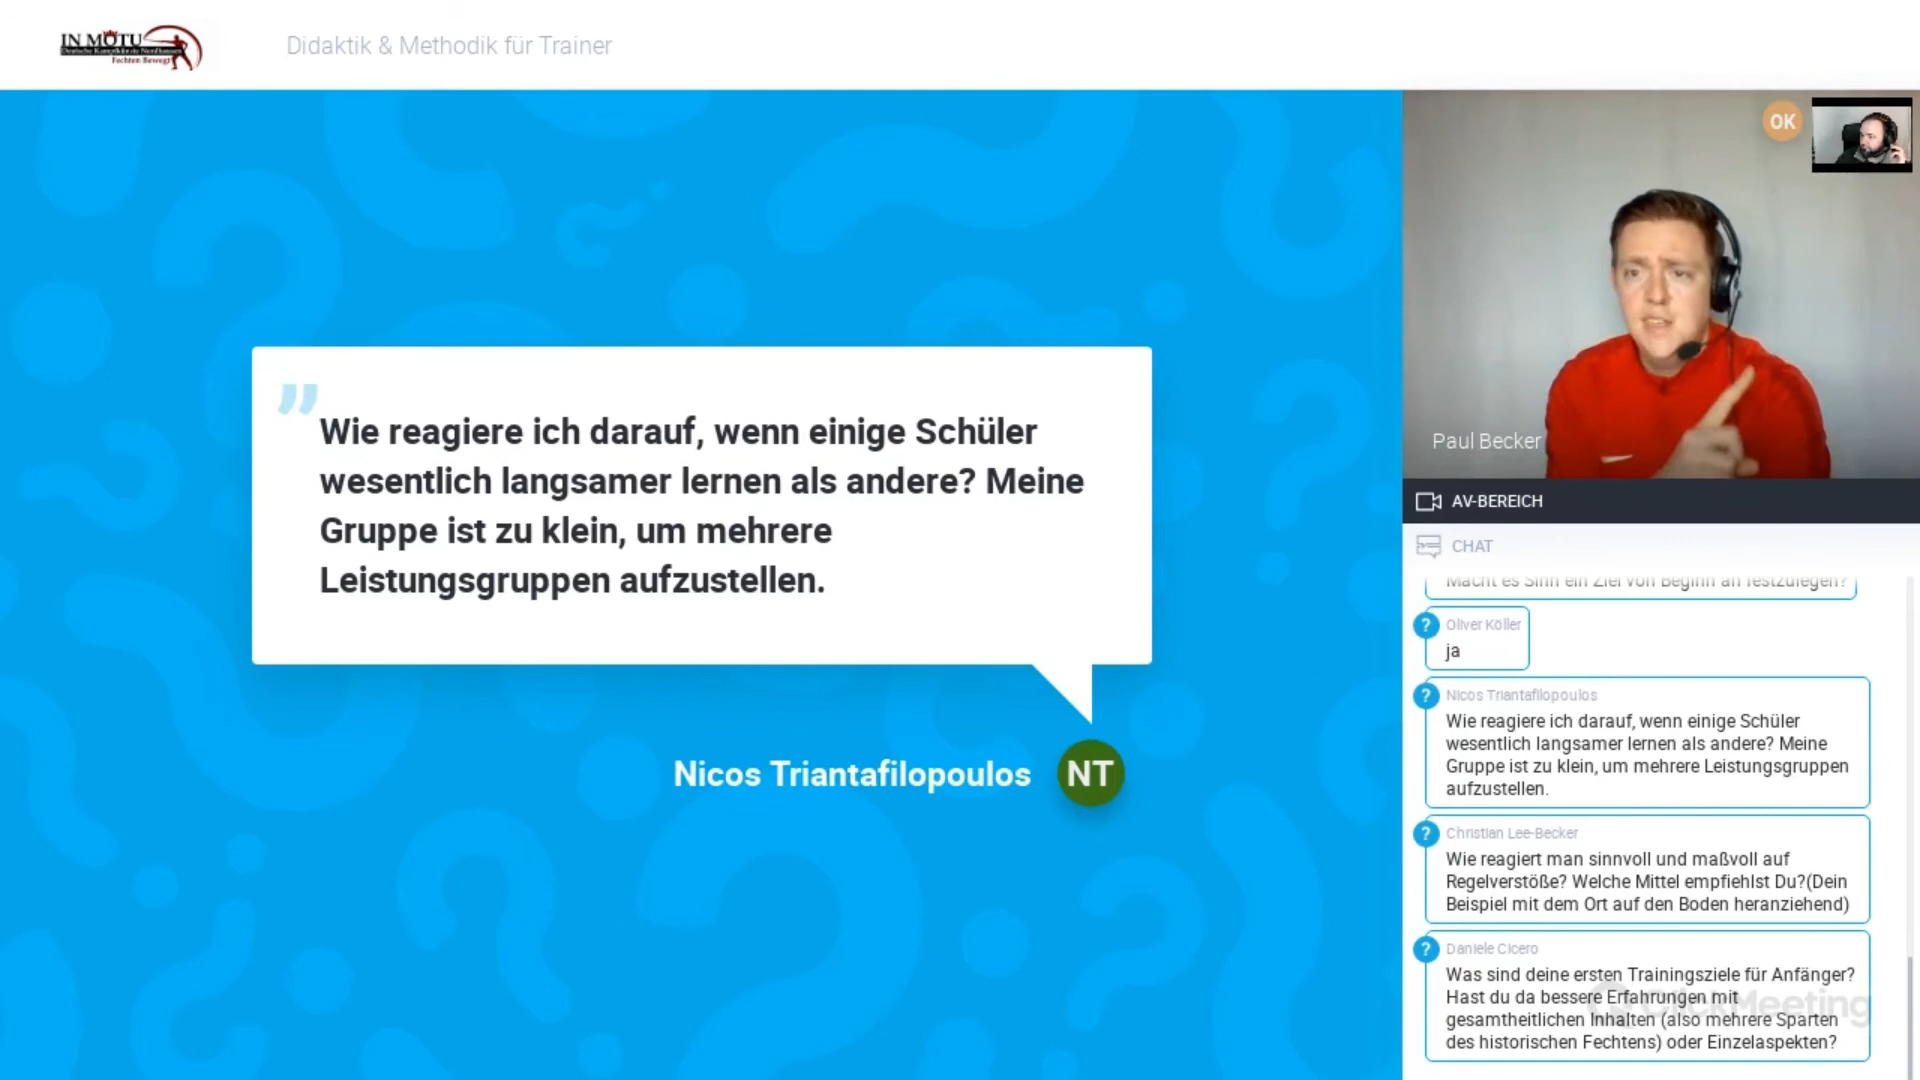 IN MOTU
Fechten Bewegt
Didaktik & Methodik für Trainer
„Wie reagiere ich darauf, wenn einige Schüler
wesentlich langsamer lernen als andere? Meine
Gruppe ist zu klein, um mehrere
Leistungsgruppen aufzustellen.
Nicos Triantafilopoulos
NT
OK
Paul Becker
AV-BEREICH
CHAT
Macht es Sinn ein Ziel von Beginn an festzulegen?
? Oliver Köller
ja
? Nicos Triantafilopoulos
Wie reagiere ich darauf, wenn einige Schüler
wesentlich langsamer lernen als andere? Meine
Gruppe ist zu klein, um mehrere Leistungsgruppen
aufzustellen.
? Christian Lee-Becker
Wie reagiert man sinnvoll und maßvoll auf
Regelverstöße? Welche Mittel empfiehlst Du?(Dein
Beispiel mit dem Ort auf den Boden heranziehend)
? Daniele Cicero
Was sind deine ersten Trainingsziele für Anfänger?
Hast du da bessere Erfahrungen mit
gesamtheitlichen Inhalten (also mehrere Sparten
des historischen Fechtens) oder Einzelaspekten?
ClickMeeting